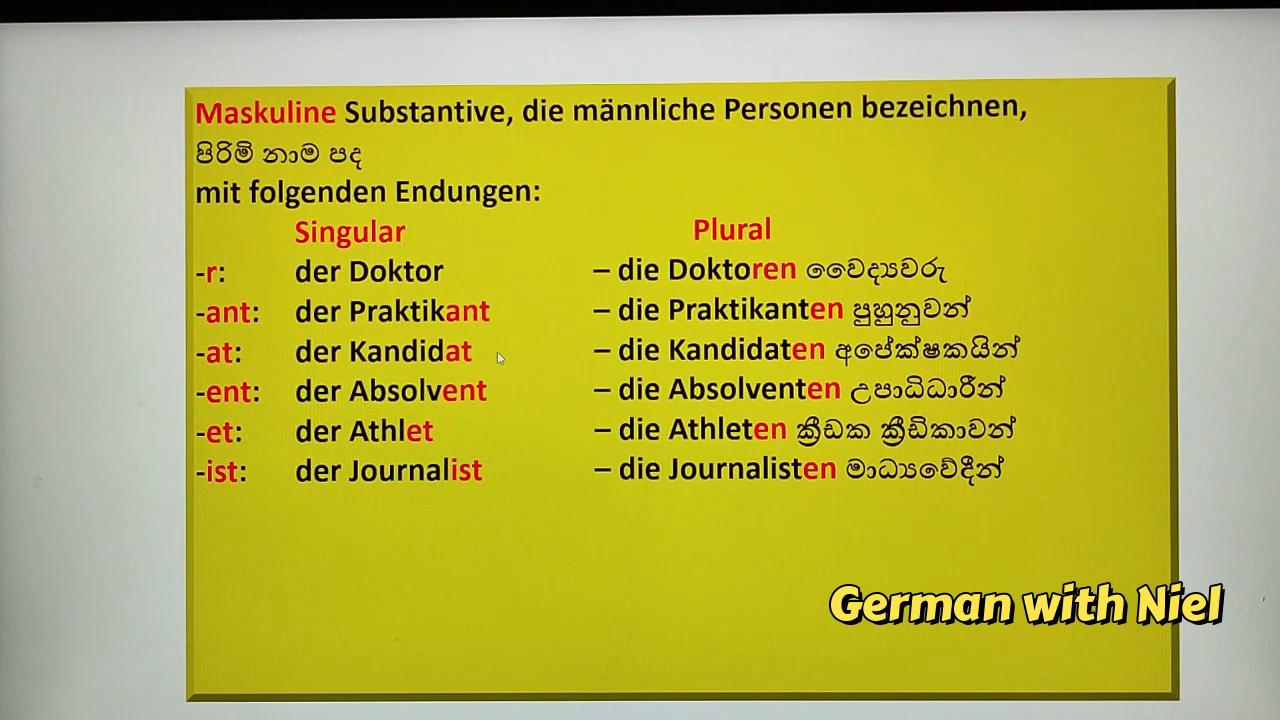 Maskuline Substantive, die männliche Personen bezeichnen,
පිරිමි නාම පද
mit folgenden Endungen:
Singular Plural
-r: der Doktor – die Doktoren වෛද්‍යවරු
-ant: der Praktikant – die Praktikanten පුහුනුවන්
-at: der Kandidat – die Kandidaten අපේක්ෂකයින්
-ent: der Absolvent – die Absolventen උපාධිධාරීන්
-et: der Athlet – die Athleten ක්‍රීඩක ක්‍රීඩිකාවන්
-ist: der Journalist – die Journalisten මාධ්‍යවේදීන්
German with Niel